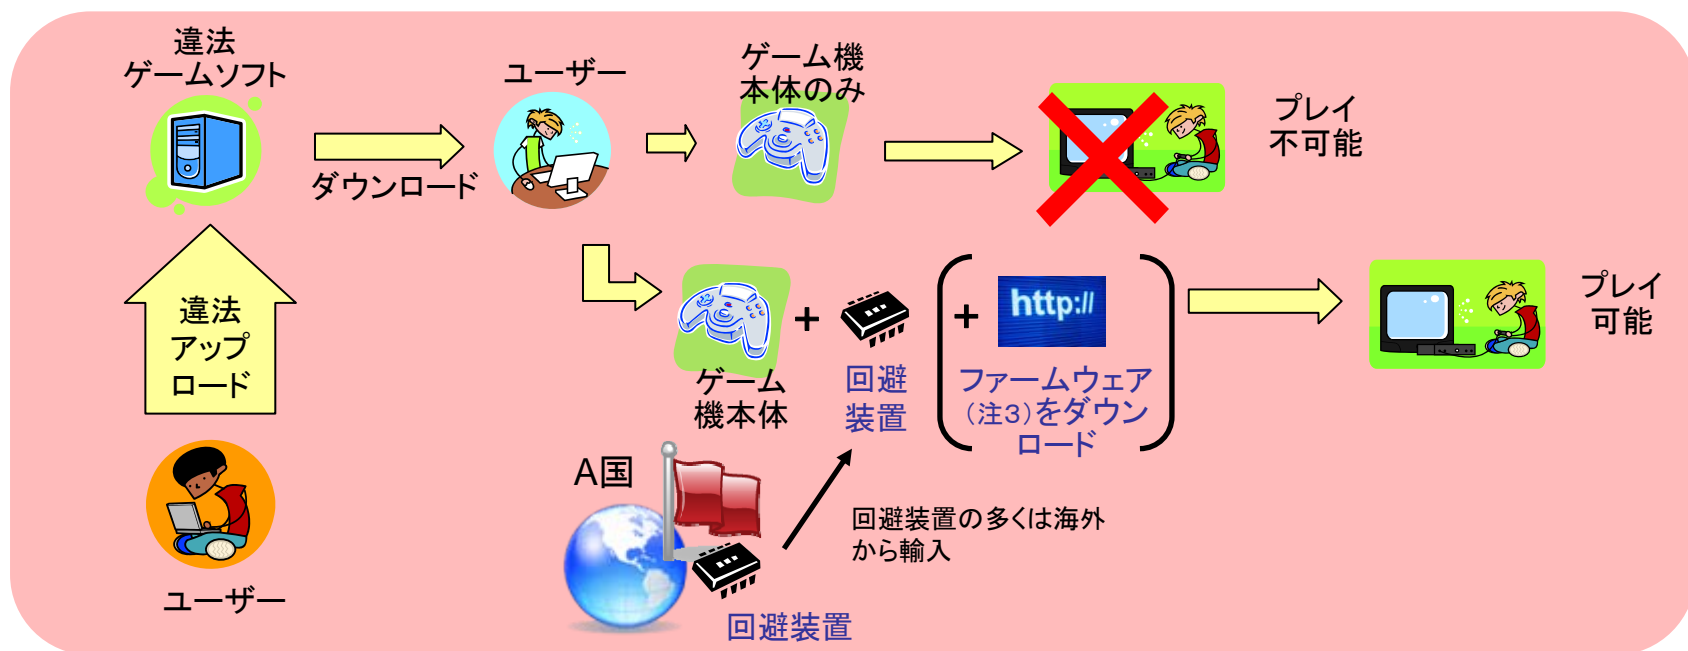 違法
ゲームソフト
ダウンロード
ユーザー
ゲーム機
本体のみ
プレイ
不可能
違法
アップ
ロード
ユーザー
ゲーム
機本体
+
回避
装置
+
http://
ファームウェア
(注3)をダウン
ロード
プレイ
可能
A国
回避装置の多くは海外
から輸入
回避装置